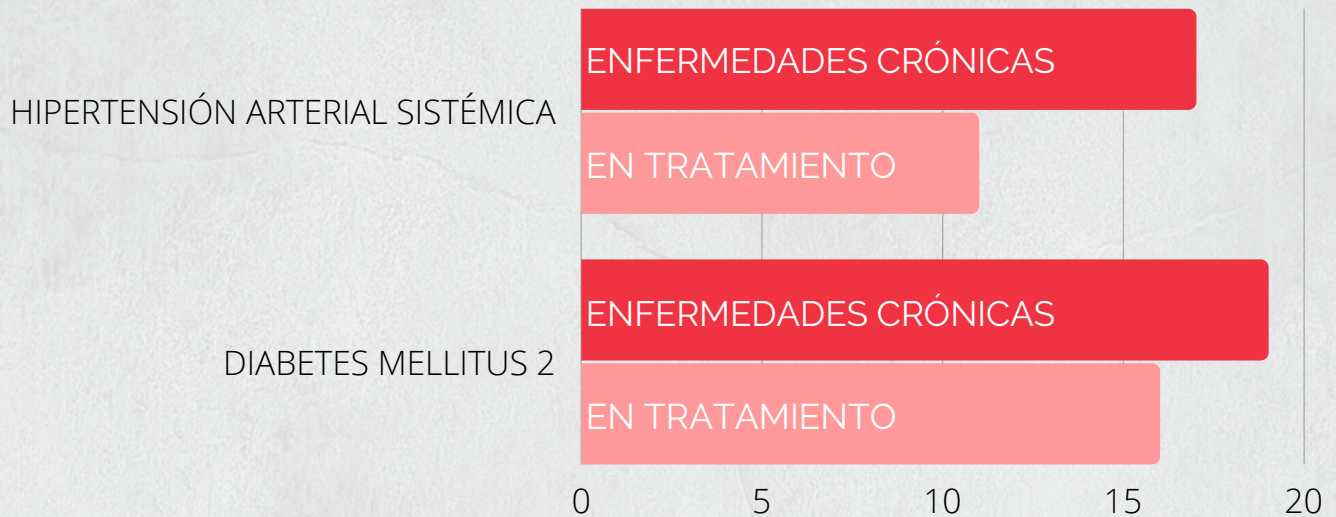 ENFERMEDADES CRÓNICAS
HIPERTENSIÓN ARTERIAL SISTÉMICA
EN TRATAMIENTO
ENFERMEDADES CRÓNICAS
DIABETES MELLITUS 2
EN TRATAMIENTO
0 5 10 15 20